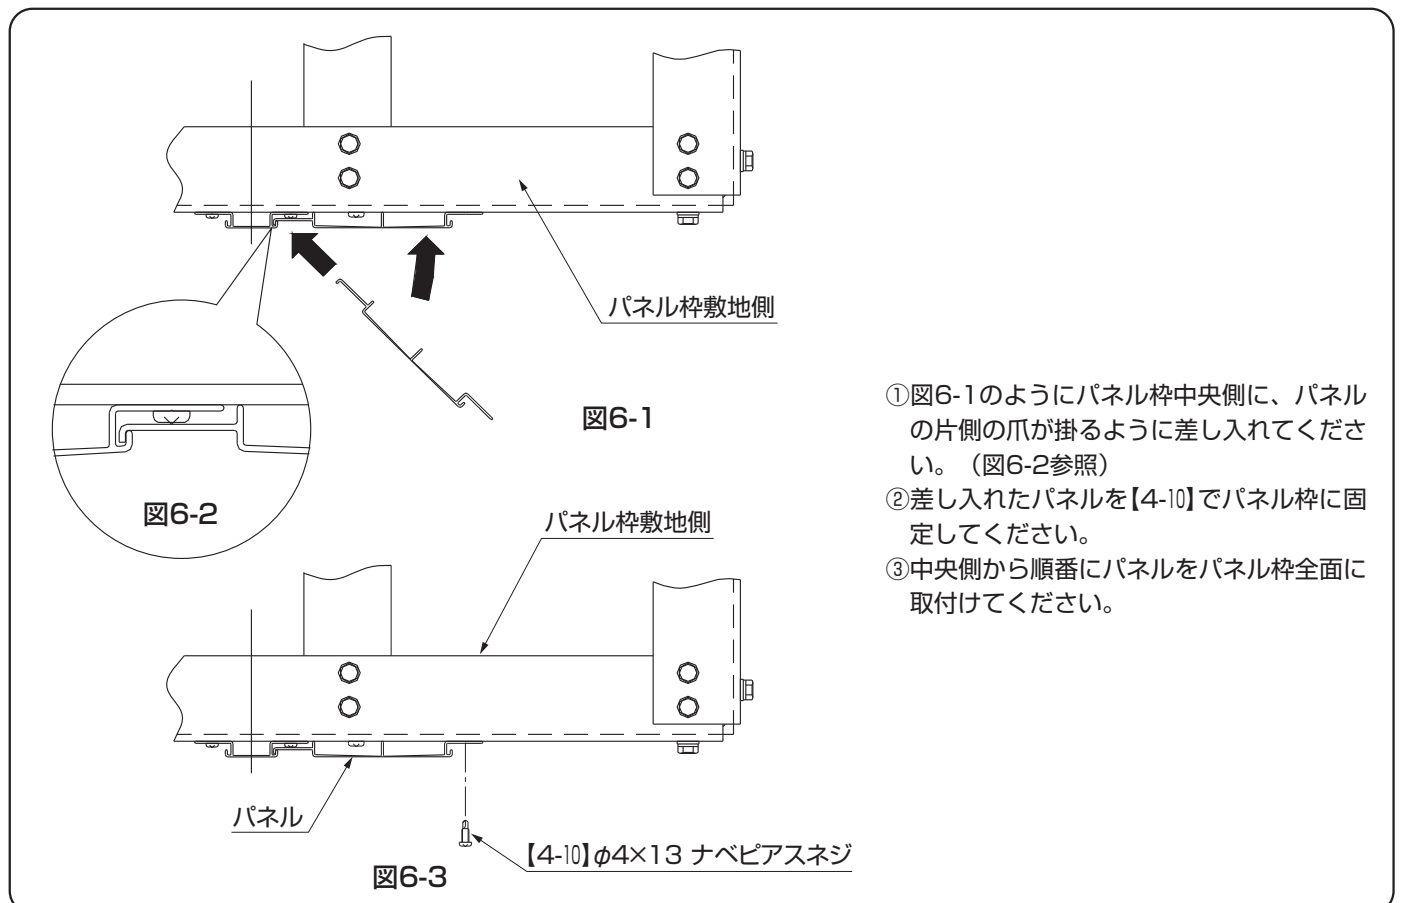 パネル枠敷地側
図6-1
図6-2
①図6-1のようにパネル枠中央側に、パネル
の片側の爪が掛るように差し入れてくださ
い。（図6-2参照）
②差し入れたパネルを【4-10】でパネル枠に固
定してください。
③中央側から順番にパネルをパネル枠全面に
取付けてください。
パネル枠敷地側
パネル
【4-10】φ4×13 ナベピアスネジ
図6-3